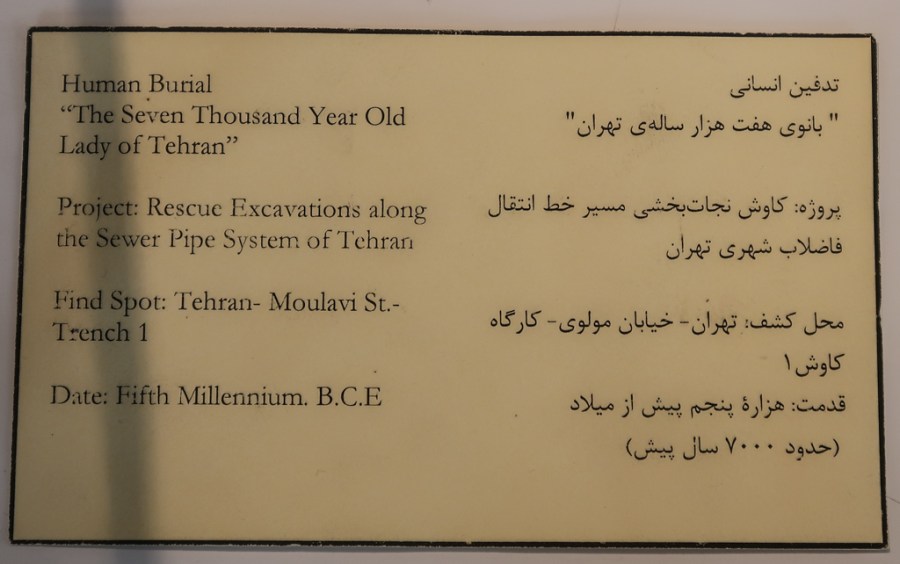 Human Burial
“The Seven Thousand Year Old
Lady of Tehran”
Project: Rescue Excavations along
the Sewer Pipe System of Tehran
Find Spot: Tehran- Moulavi St.-
Trench 1
Date: Fifth Millennium. B.C.E
تدفین انسانی
" بانوی هفت هزار ساله‌ی تهران"
پروژه: کاوش نجات‌بخشی مسیر خط انتقال
فاضلاب شهری تهران
محل کشف: تهران- خیابان مولوی- کارگاه
کاوش۱
قدمت: هزارهٔ پنجم پیش از میلاد
(حدود ۷۰۰۰ سال پیش)